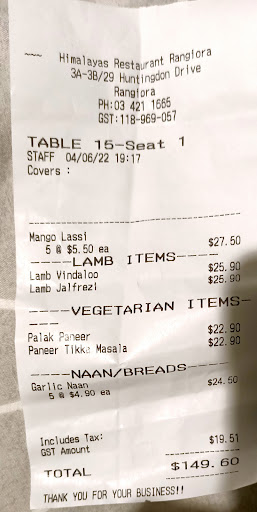 Himalayas Restaurant Rangiora
3A-3B/29 Huntingdon Drive
Rangiora
PH:03 421 1665
GST:118-969-057
TABLE 15-Seat 1
STAFF 04/06/22 19:17
Covers :
Mango Lassi
5 @ $5.50 ea $27.50
-----LAMB ITEMS-----
Lamb Vindaloo $25.90
Lamb Jalfrezi $25.90
-----VEGETARIAN ITEMS-
----
Palak Paneer $22.90
Paneer Tikka Masala $22.90
-----NAAN/BREADS-----
Garlic Naan
5 @ $4.90 ea $24.50
Includes Tax:
GST Amount $19.51
TOTAL $149.60
THANK YOU FOR YOUR BUSINESS!!